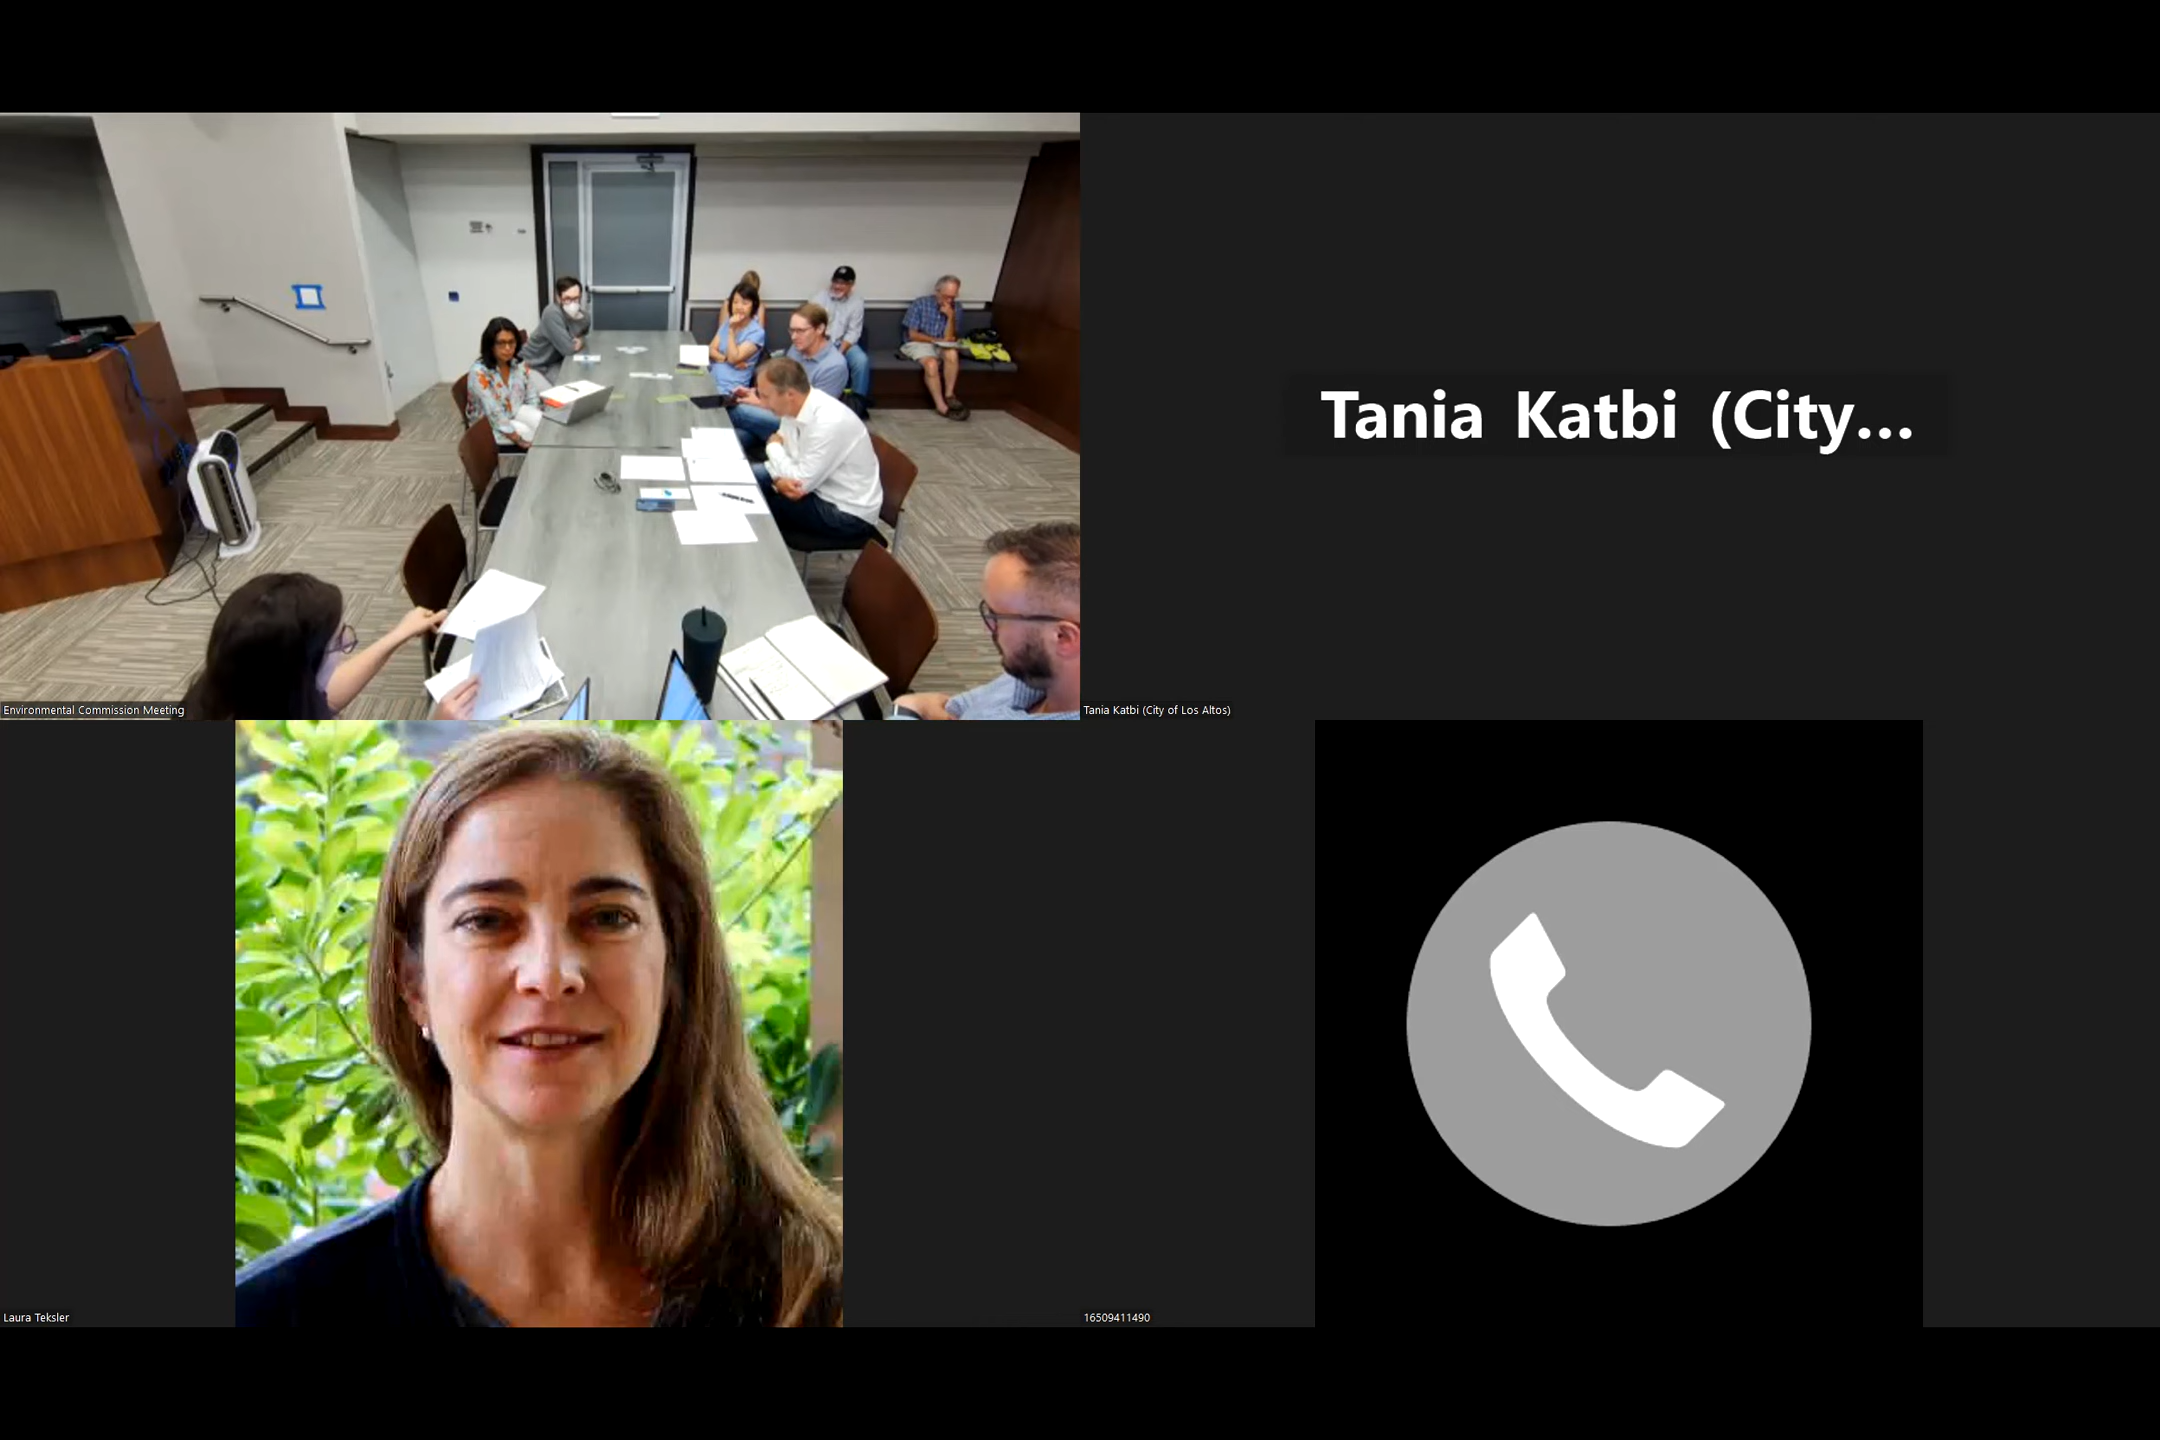 Tania Katbi (City...
Environmental Commission Meeting
Tania Katbi (City of Los Altos)
Laura Teksler
16509411490